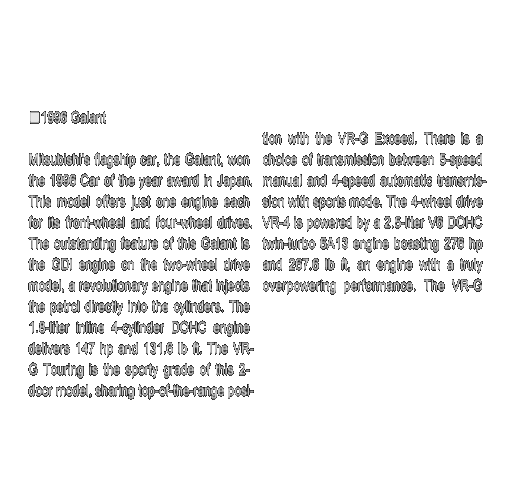 1996 Galant
Mitsubishi's flagship car, the Galant, won
the 1996 Car of the year award in Japan.
This model offers just one engine each
for its front-wheel and four-wheel drives.
The outstanding feature of this Galant is
the GDI engine on the two-wheel drive
model, a revolutionary engine that injects
the petrol directly into the cylinders. The
1.8-liter inline 4-cylinder DOHC engine
delivers 147 hp and 131.6 lb ft. The VR-
G Touring is the sporty grade of this 2-
door model, sharing top-of-the-range posi-
tion with the VR-G Exceed. There is a
choice of transmission between 5-speed
manual and 4-speed automatic transmis-
sion with sports mode. The 4-wheel drive
VR-4 is powered by a 2.5-liter V6 DOHC
twin-turbo 6A13 engine boasting 276 hp
and 267.6 lb ft, an engine with a truly
overpowering performance. The VR-G